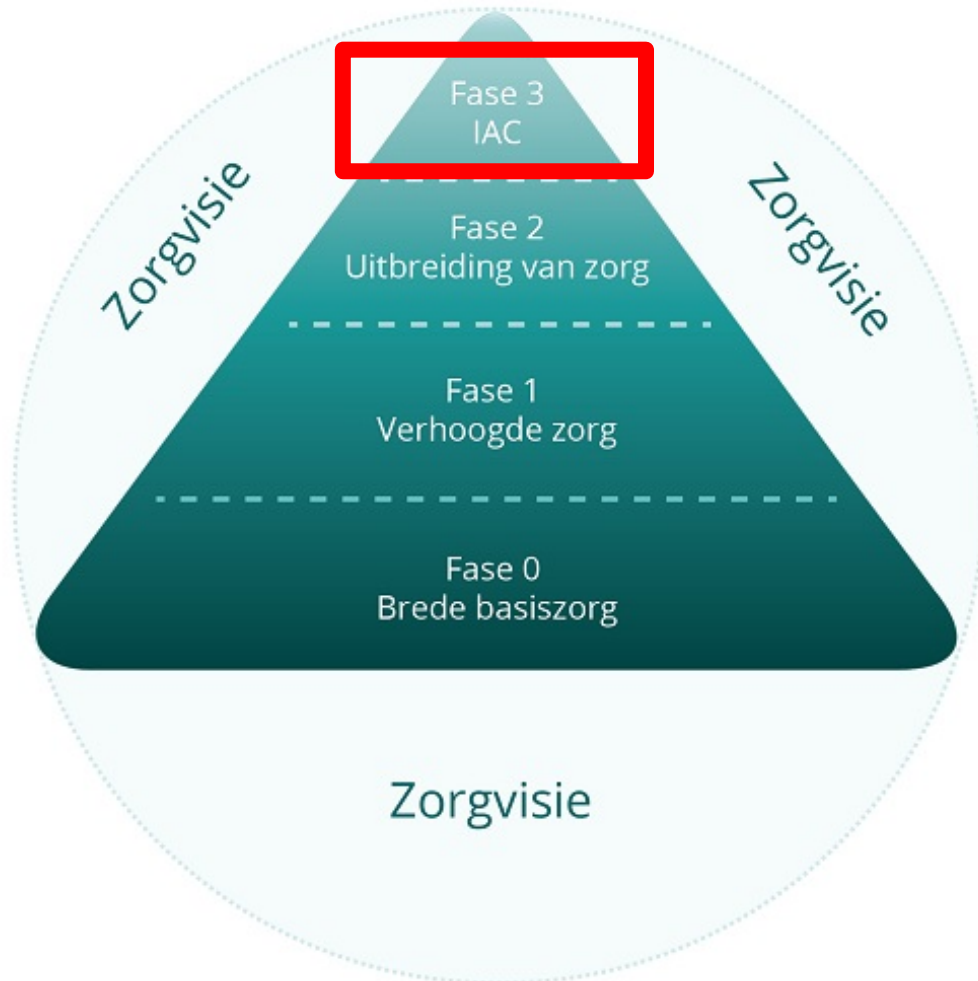 Fase 3
IAC
Zorgvisie
Zorgvisie
Fase 2
Uitbreiding van zorg
Fase 1
Verhoogde zorg
Fase 0
Brede basiszorg
Zorgvisie